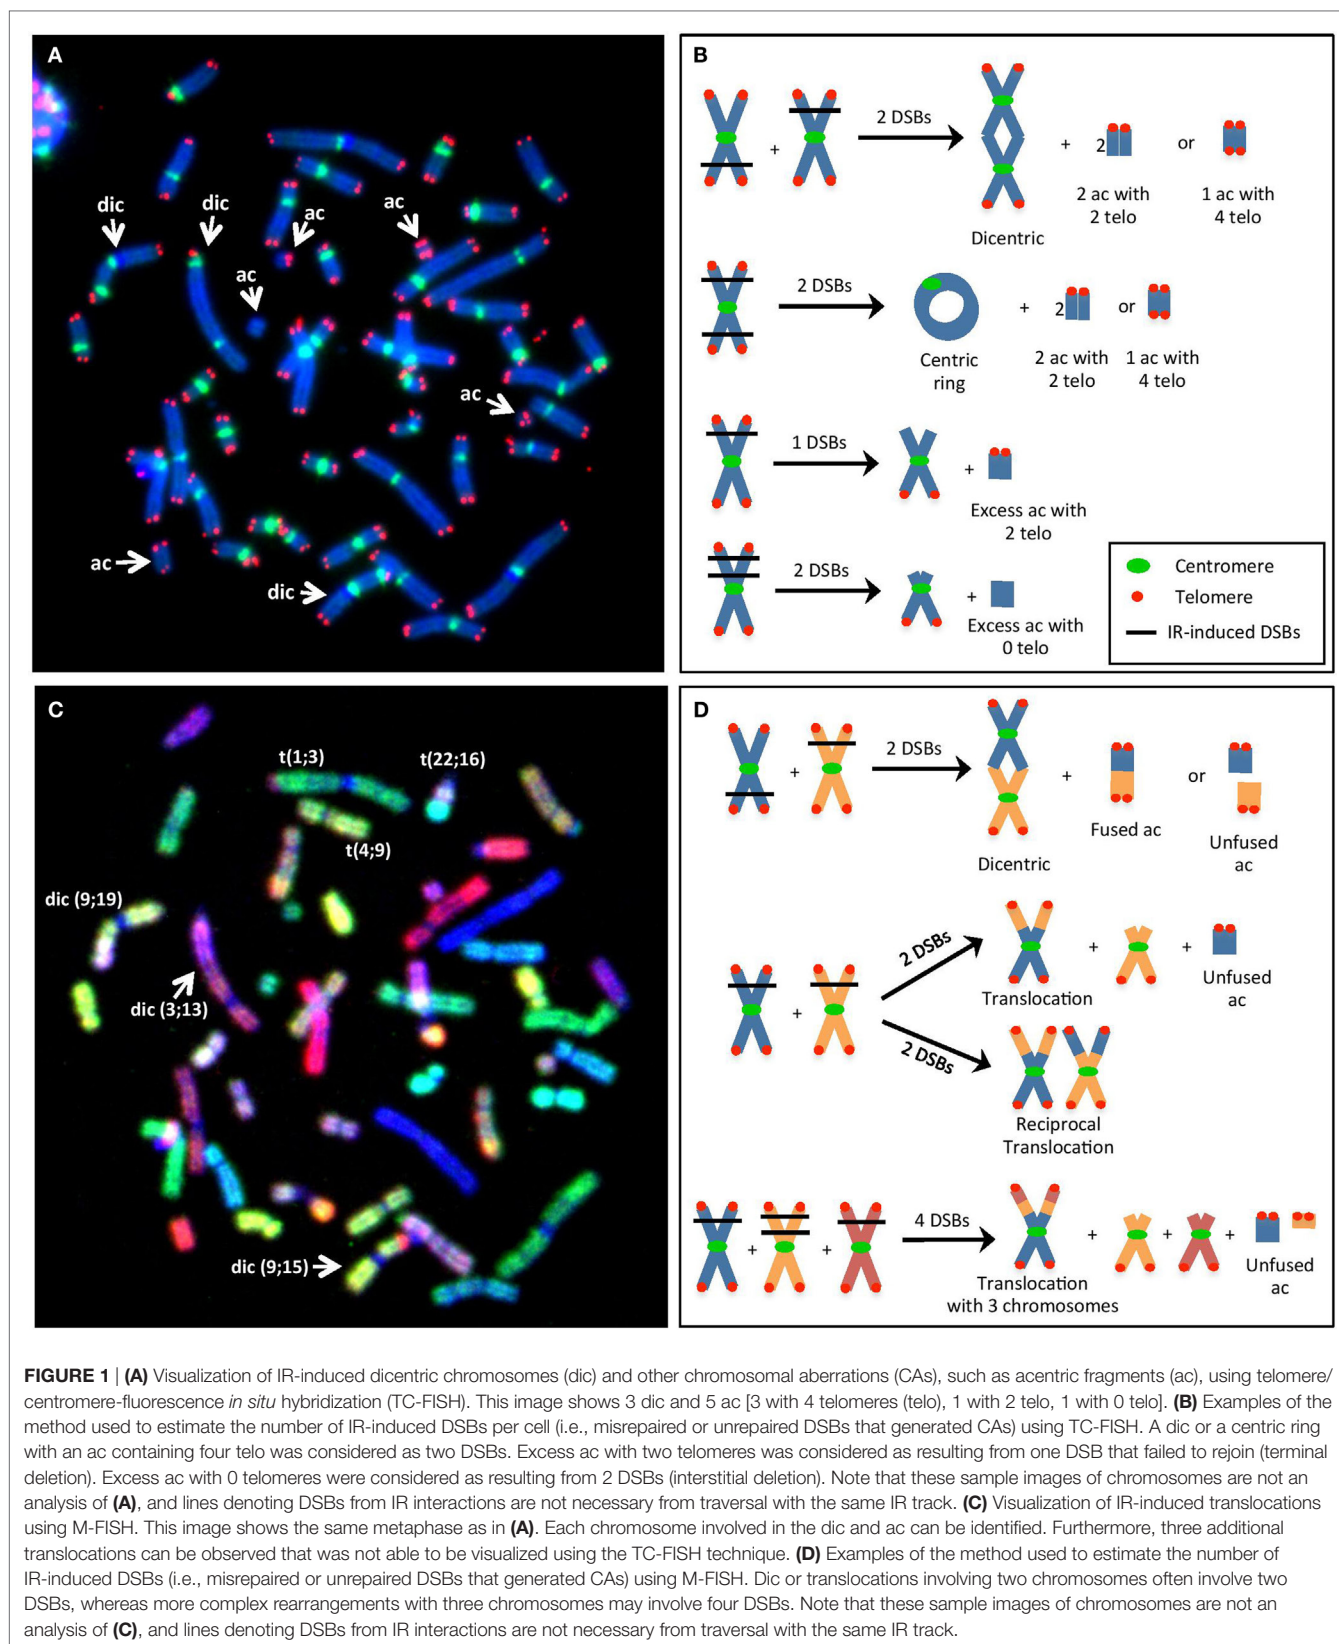 A
dic
dic
ac
ac
ac
ac
ac
dic
B
2 DSBs
+
+
2
or
Dicentric
2 ac with
2 telo
1 ac with
4 telo
2 DSBs
+
2
or
Centric
ring
2 ac with
2 telo
1 ac with
4 telo
1 DSBs
+
Excess ac with
2 telo
2 DSBs
+
Excess ac with
0 telo
Centromere
Telomere
IR-induced DSBs
C
t(1;3)
t(22;16)
t(4;9)
dic (9;19)
dic (3;13)
dic (9;15)
D
2 DSBs
+
+
or
Dicentric
Fused ac
Unfused
ac
2 DSBs
+
+
+
Translocation
Unfused
ac
2 DSBs
Reciprocal
Translocation
4 DSBs
+
+
+
+
+
Translocation
with 3 chromosomes
Unfused
ac
FIGURE 1 | (A) Visualization of IR-induced dicentric chromosomes (dic) and other chromosomal aberrations (CAs), such as acentric fragments (ac), using telomere/
centromere-fluorescence in situ hybridization (TC-FISH). This image shows 3 dic and 5 ac [3 with 4 telomeres (telo), 1 with 2 telo, 1 with 0 telo]. (B) Examples of the
method used to estimate the number of IR-induced DSBs per cell (i.e., misrepaired or unrepaired DSBs that generated CAs) using TC-FISH. A dic or a centric ring
with an ac containing four telo was considered as two DSBs. Excess ac with two telomeres was considered as resulting from one DSB that failed to rejoin (terminal
deletion). Excess ac with 0 telomeres were considered as resulting from 2 DSBs (interstitial deletion). Note that these sample images of chromosomes are not an
analysis of (A), and lines denoting DSBs from IR interactions are not necessary from traversal with the same IR track. (C) Visualization of IR-induced translocations
using M-FISH. This image shows the same metaphase as in (A). Each chromosome involved in the dic and ac can be identified. Furthermore, three additional
translocations can be observed that was not able to be visualized using the TC-FISH technique. (D) Examples of the method used to estimate the number of
IR-induced DSBs (i.e., misrepaired or unrepaired DSBs that generated CAs) using M-FISH. Dic or translocations involving two chromosomes often involve two
DSBs, whereas more complex rearrangements with three chromosomes may involve four DSBs. Note that these sample images of chromosomes are not an
analysis of (C), and lines denoting DSBs from IR interactions are not necessary from traversal with the same IR track.